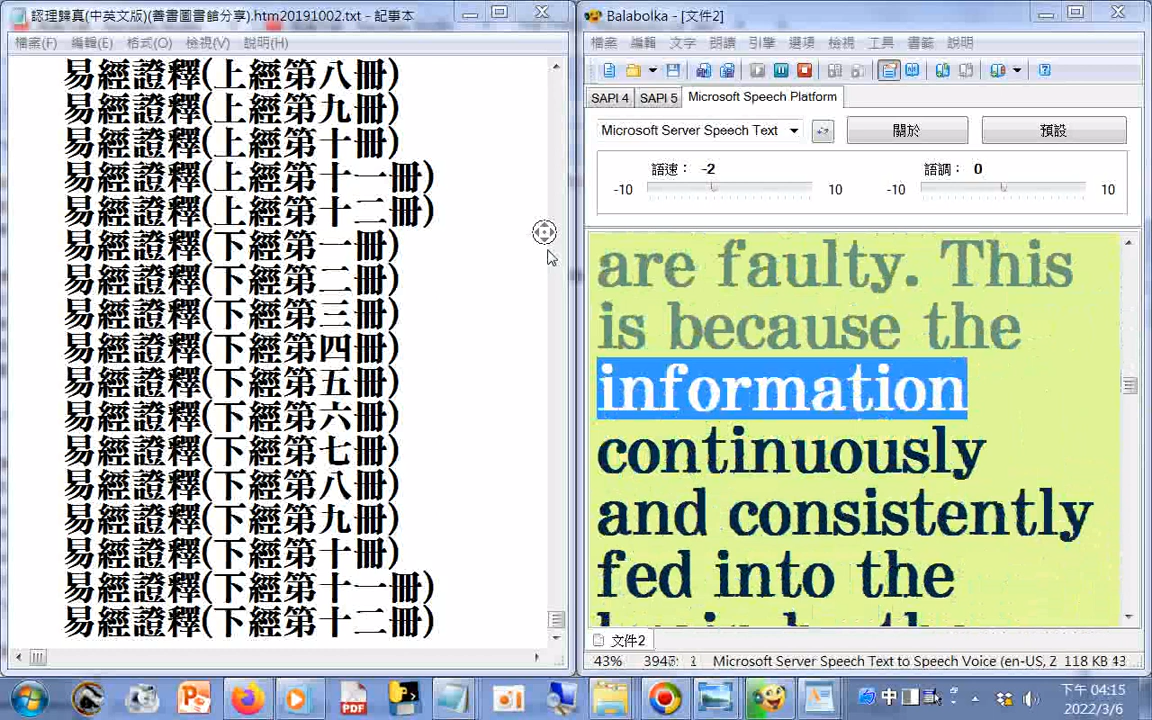 認理歸真(中英文版)(善書圖書館分享).htm20191002.txt - 記事本
檔案(F) 編輯(E) 格式(O) 檢視(V) 說明(H)
易經證釋(上經第八冊)
易經證釋(上經第九冊)
易經證釋(上經第十冊)
易經證釋(上經第十一冊)
易經證釋(上經第十二冊)
易經證釋(下經第一冊)
易經證釋(下經第二冊)
易經證釋(下經第三冊)
易經證釋(下經第四冊)
易經證釋(下經第五冊)
易經證釋(下經第六冊)
易經證釋(下經第七冊)
易經證釋(下經第八冊)
易經證釋(下經第九冊)
易經證釋(下經第十冊)
易經證釋(下經第十一冊)
易經證釋(下經第十二冊)
Balabolka - [文件2]
檔案 編輯 文字 朗讀 引擎 選項 檢視 工具 書籤 說明
SAPI 4 SAPI 5 Microsoft Speech Platform
Microsoft Server Speech Text 關於 預設
語速： -2 語調： 0
-10 10 -10 10
are faulty. This
is because the
information
continuously
and consistently
fed into the
文件2
43% 3947: 1 Microsoft Server Speech Text to Speech Voice (en-US, Z 118 KB 43
PDF
中
下午 04:15
2022/3/6